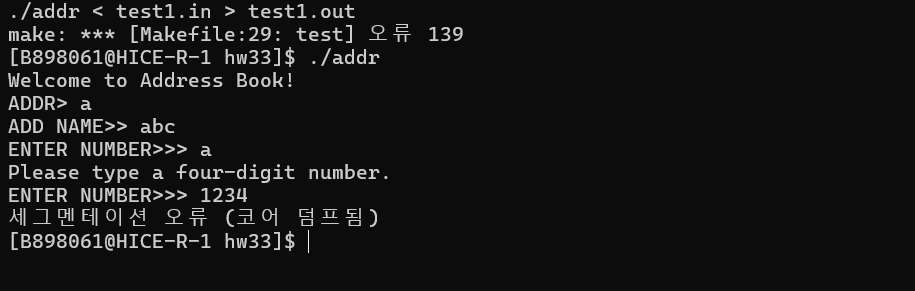 ./addr < test1.in > test1.out
make: *** [Makefile:29: test] 오류 139
[B898061@HICE-R-1 hw33]$ ./addr
Welcome to Address Book!
ADDR> a
ADD NAME>> abc
ENTER NUMBER>>> a
Please type a four-digit number.
ENTER NUMBER>>> 1234
세그멘테이션 오류 (코어 덤프됨)
[B898061@HICE-R-1 hw33]$